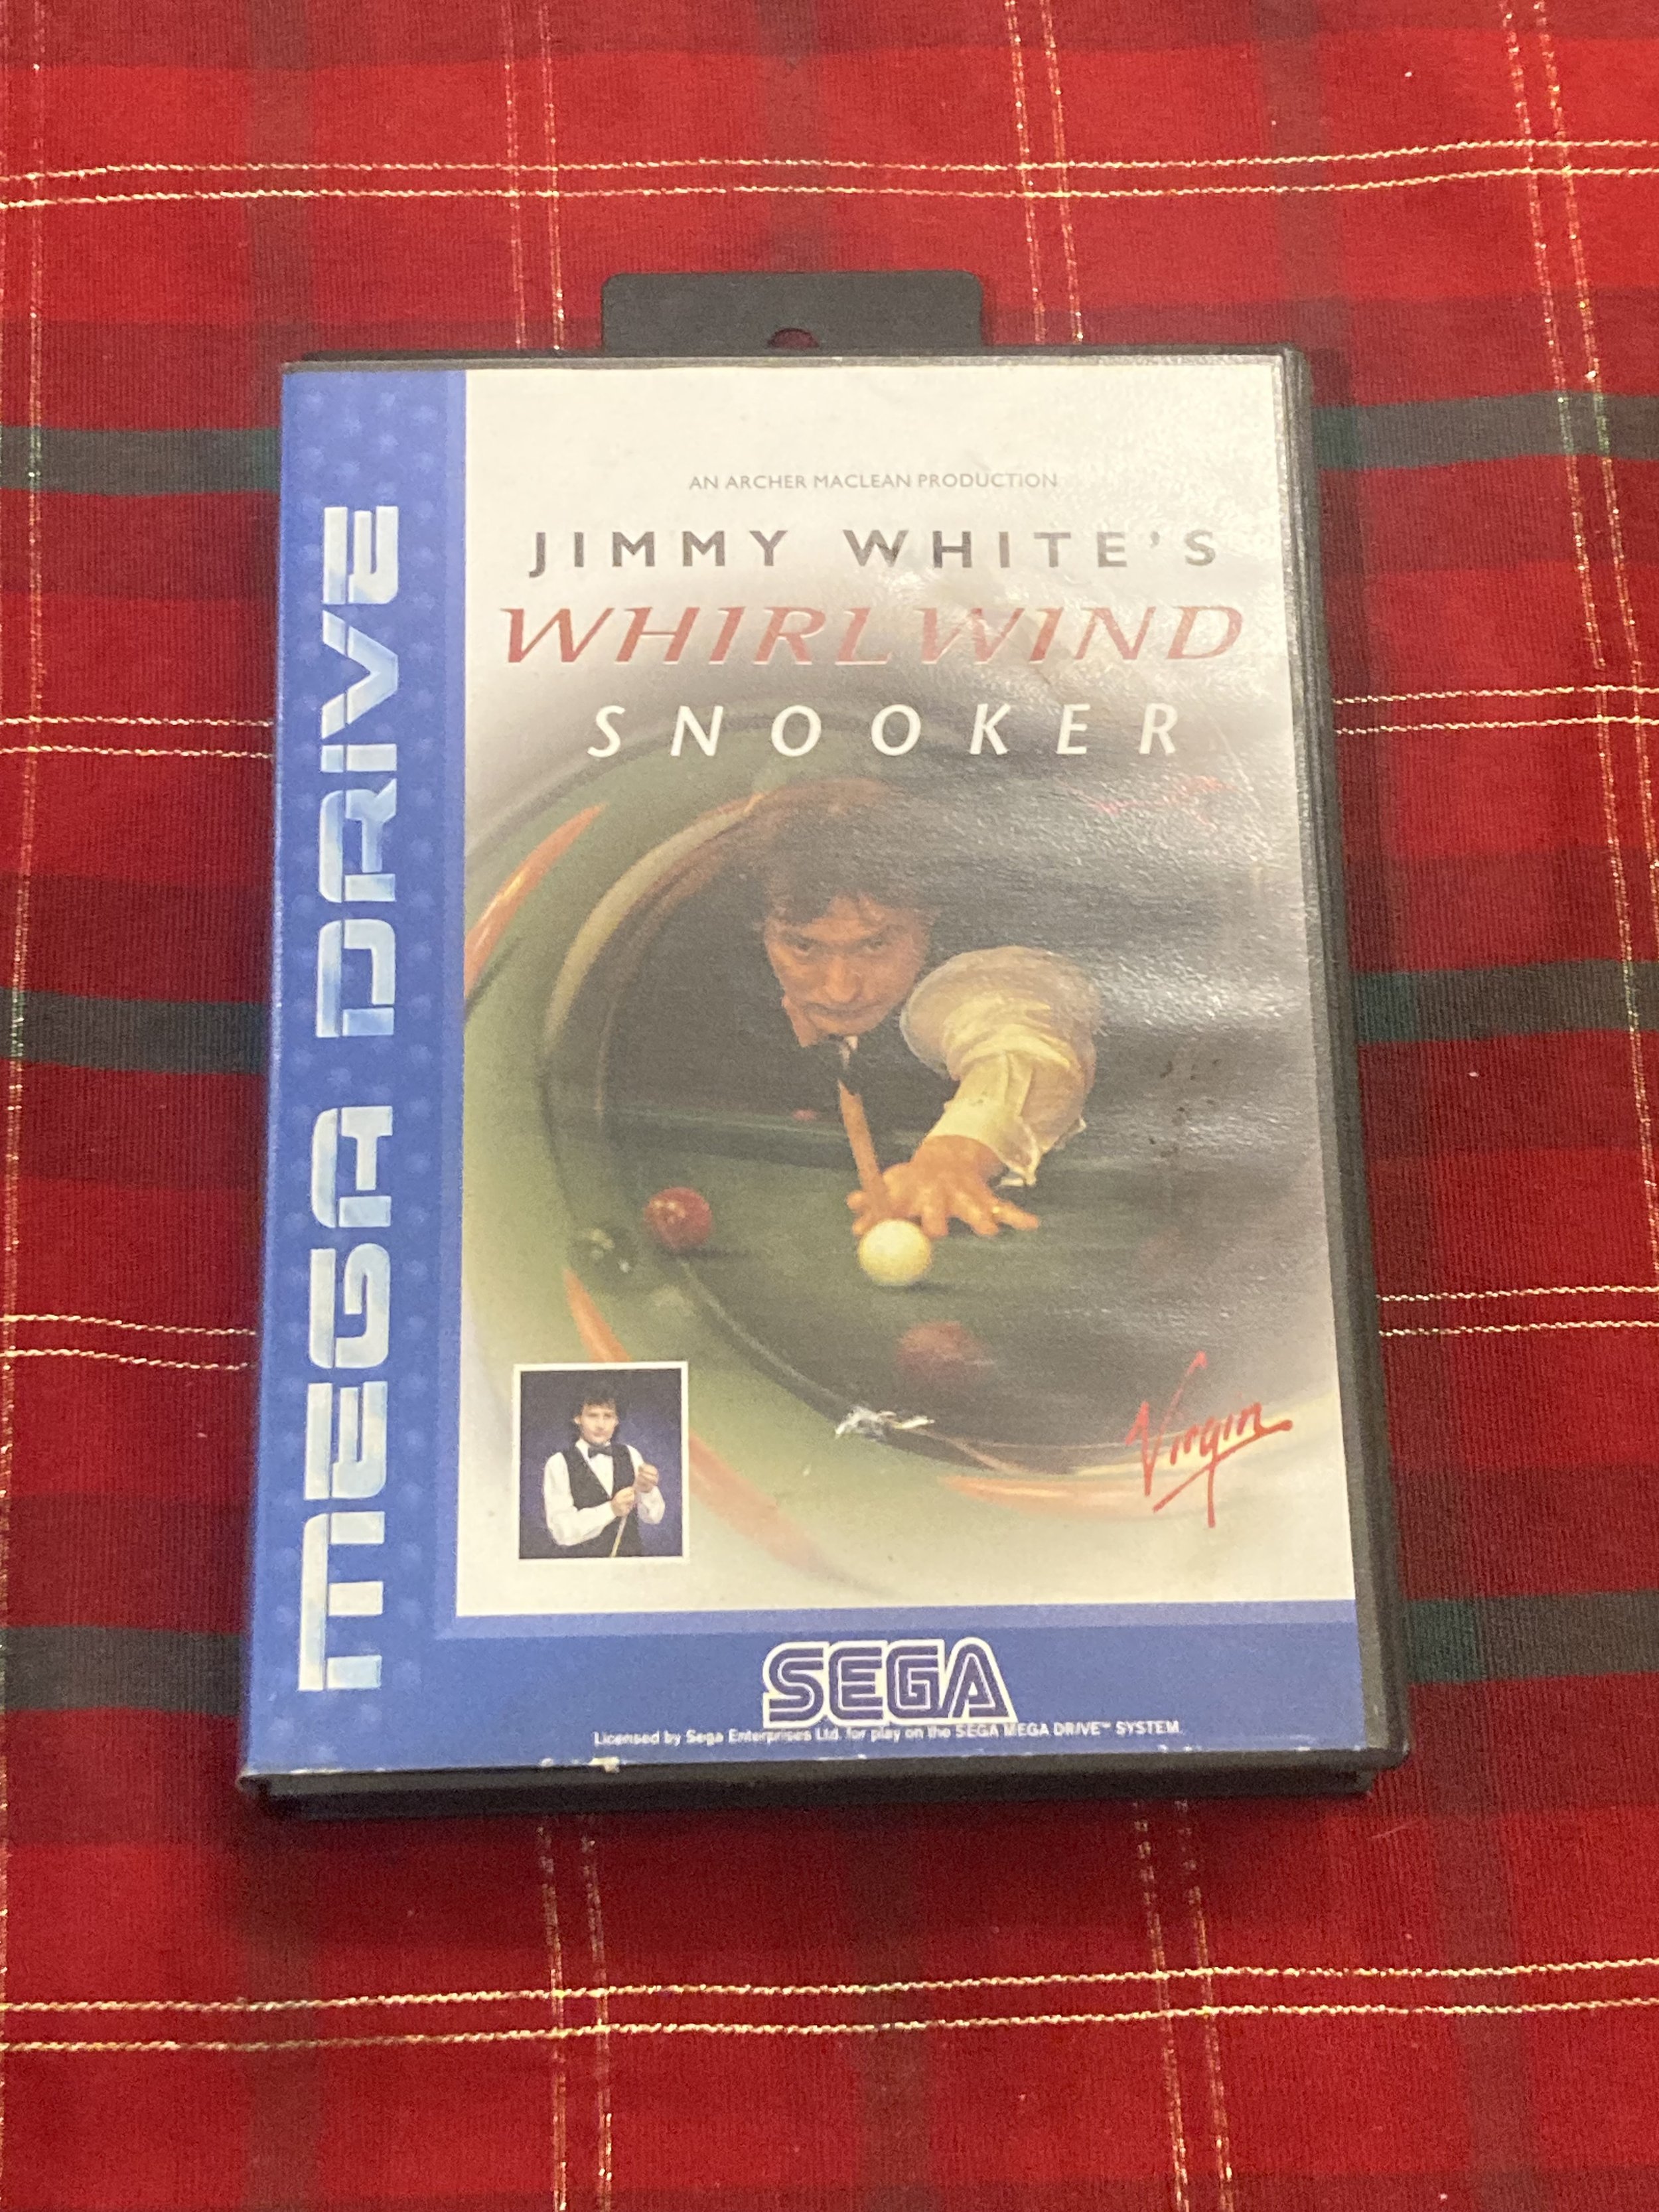 MEGA DRIVE
AN ARCHER MACLEAN PRODUCTION
JIMMY WHITE'S
WHIRLWIND
SNOOKER
Virgin
SEGA
Licensed by Sega Enterprises Ltd. for play on the SEGA MEGA DRIVE™ SYSTEM.